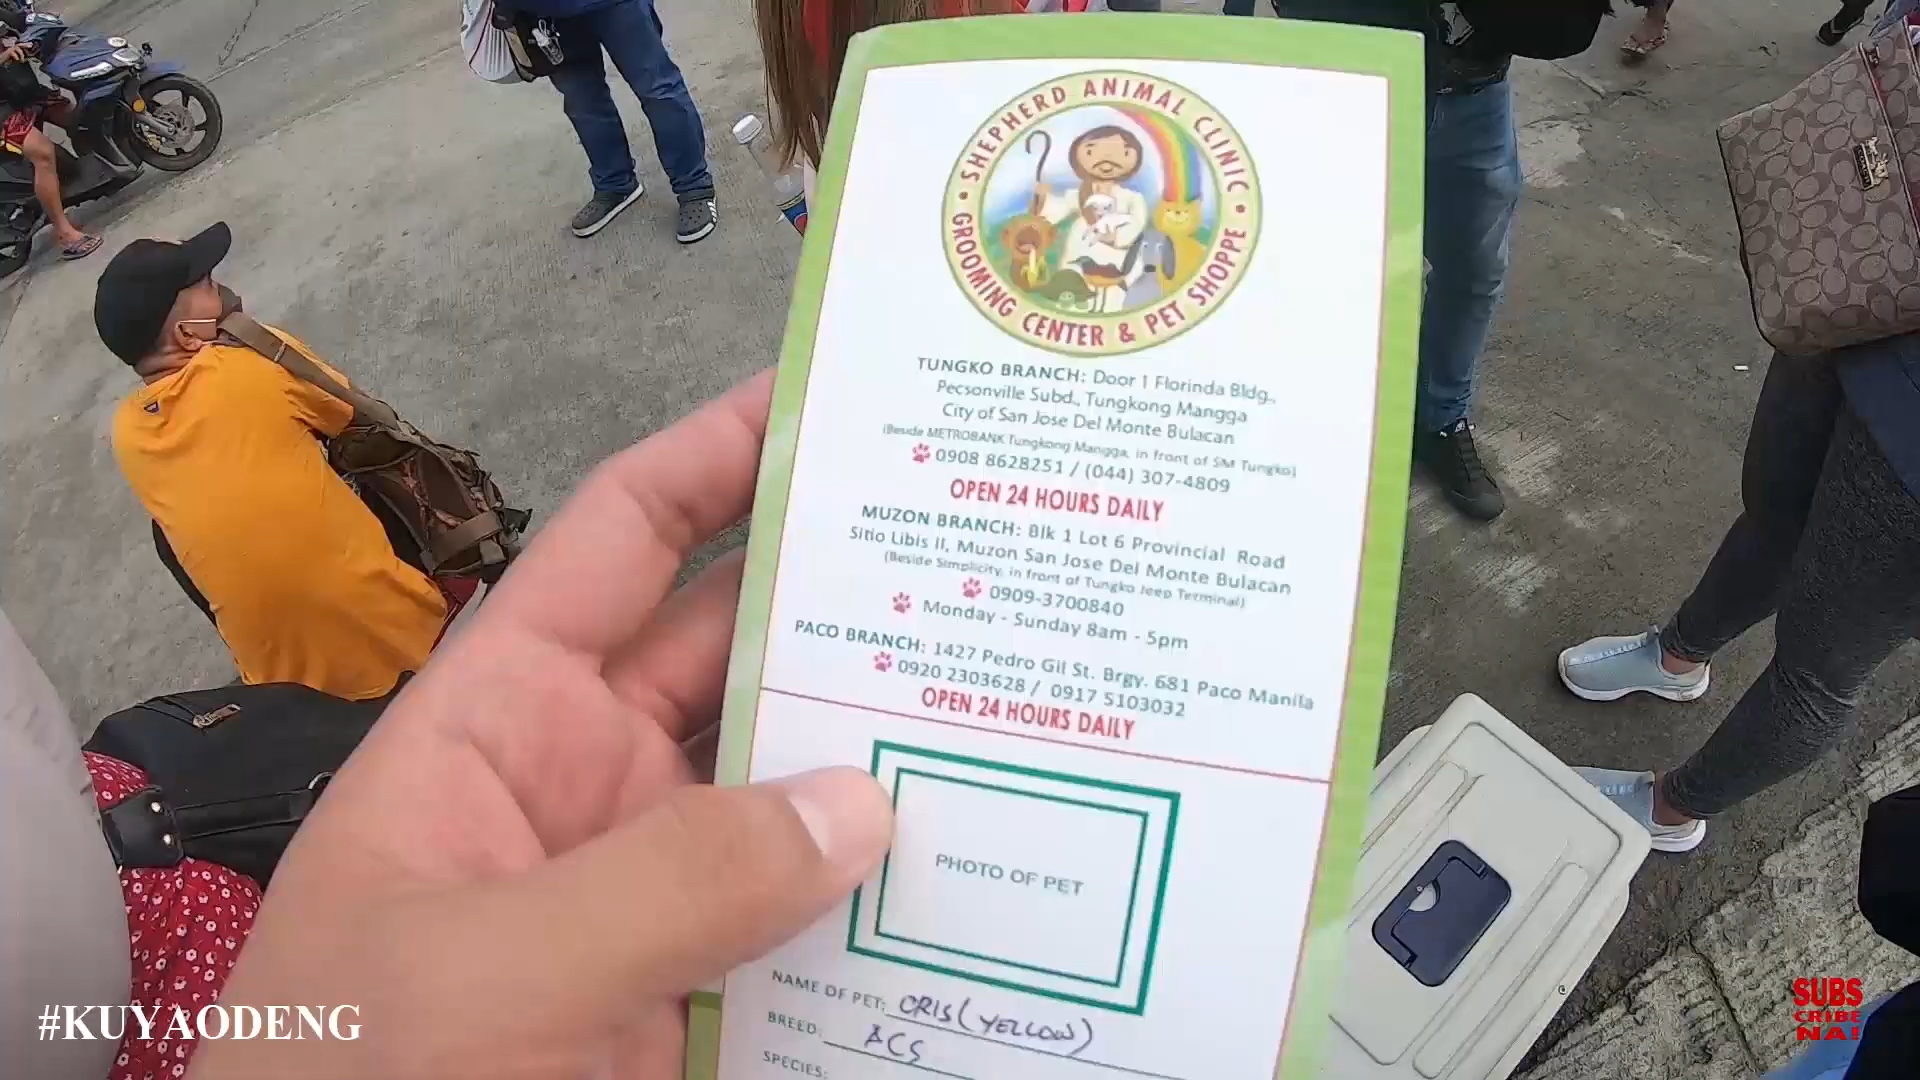 SHEPHERD ANIMAL CLINIC
GROOMING CENTER & PET SHOPPE
TUNGKO BRANCH: Door 1 Florinda Bldg.,
Pecsonville Subd., Tungkong Mangga
City of San Jose Del Monte Bulacan
(Beside METROBANK Tungkong Mangga, in front of SM Tungko)
0908 8628251 / (044) 307-4809
OPEN 24 HOURS DAILY
MUZON BRANCH: Blk 1 Lot 6 Provincial Road
Sitio Libis II, Muzon San Jose Del Monte Bulacan
(Beside Simplicity, in front of Tungko Jeep Terminal)
0909-3700840
Monday - Sunday 8am - 5pm
PACO BRANCH: 1427 Pedro Gil St. Brgy. 681 Paco Manila
0920 2303628 / 0917 5103032
OPEN 24 HOURS DAILY
PHOTO OF PET
NAME OF PET: CRIS (YELLOW)
BREED: ACS
SPECIES:
#KUYAODENG
SUBS
CRIBE
NA!